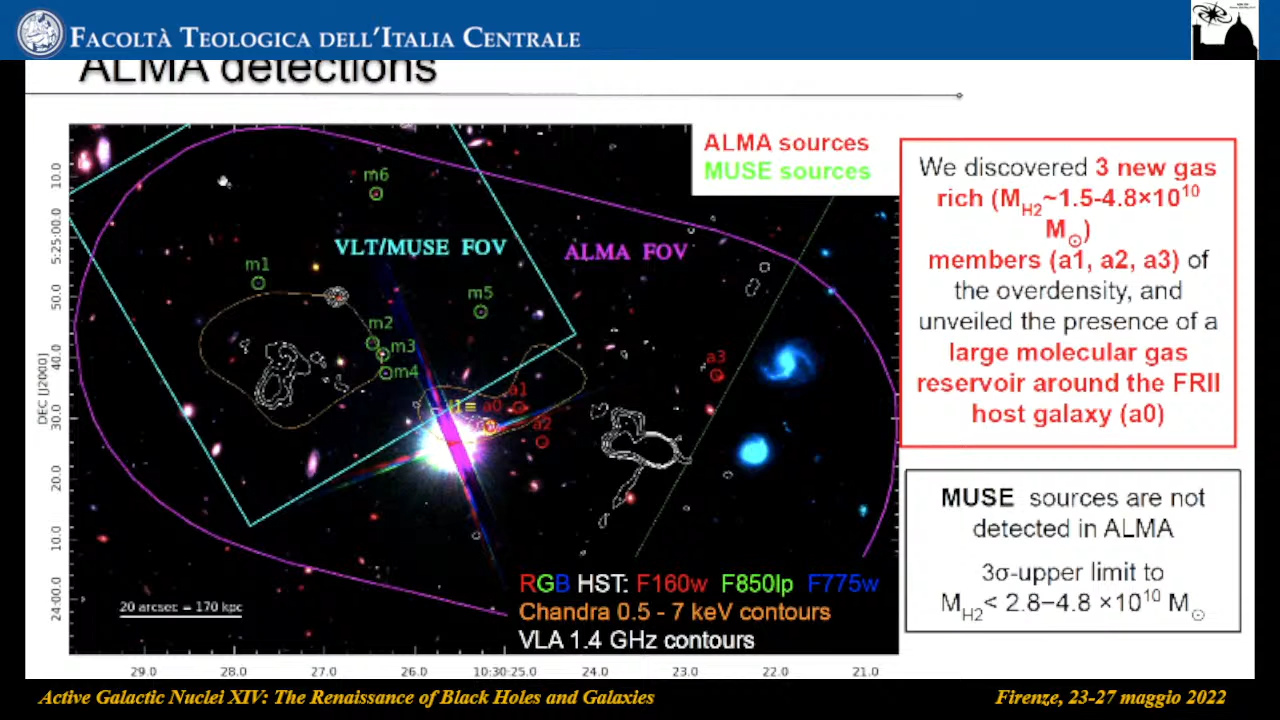 FACOLTÀ TEOLOGICA DELL'ITALIA CENTRALE
ALMA detections
ALMA sources
MUSE sources
m6
VLT/MUSE FOV
ALMA FOV
m1
m5
m2
m3
m4
a3
a1
J1≡ a0
a2
DEC [J2000]
10.0
5:25:00.0
50.0
40.0
30.0
20.0
10.0
24:00.0
20 arcsec = 170 kpc
RGB HST: F160w F850lp F775w
Chandra 0.5 - 7 keV contours
VLA 1.4 GHz contours
29.0 28.0 27.0 26.0 10:30:25.0 24.0 23.0 22.0 21.0
We discovered 3 new gas
rich (M_H2~1.5-4.8×10^10
M☉)
members (a1, a2, a3) of
the overdensity, and
unveiled the presence of a
large molecular gas
reservoir around the FRII
host galaxy (a0)
MUSE sources are not
detected in ALMA
3σ-upper limit to
M_H2< 2.8−4.8 ×10^10 M☉
Active Galactic Nuclei XIV: The Renaissance of Black Holes and Galaxies
Firenze, 23-27 maggio 2022